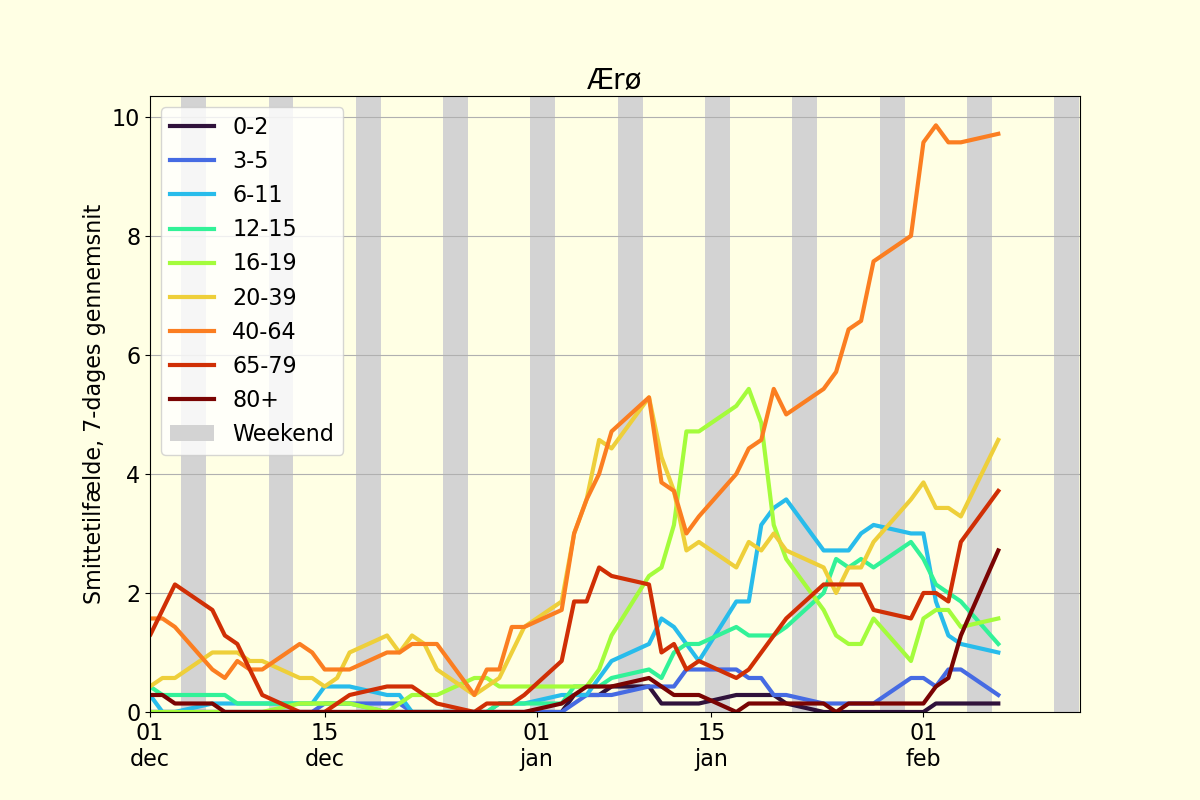 Ærø
Smittetilfælde, 7-dages gennemsnit
10
8
6
4
2
0
0-2
3-5
6-11
12-15
16-19
20-39
40-64
65-79
80+
Weekend
01 dec
15 dec
01 jan
15 jan
01 feb